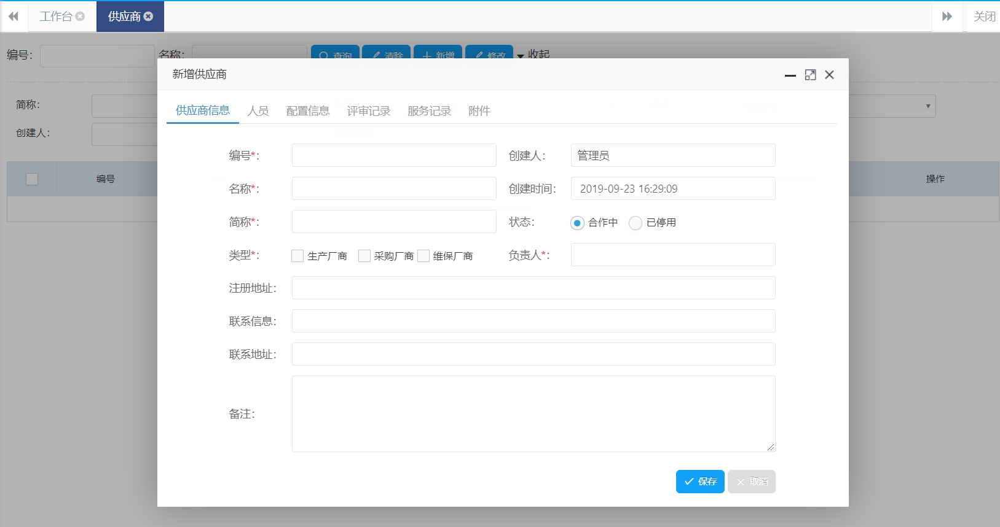 工作台 供应商 关闭
编号： 名称： 查询 清除 新增 修改 收起
新增供应商
简称：
创建人：
编号 操作
供应商信息 人员 配置信息 评审记录 服务记录 附件
编号*： 创建人： 管理员
名称*： 创建时间： 2019-09-23 16:29:09
简称*： 状态： 合作中 已停用
类型*： 生产厂商 采购厂商 维保厂商 负责人*：
注册地址：
联系信息：
联系地址：
备注：
保存 取消